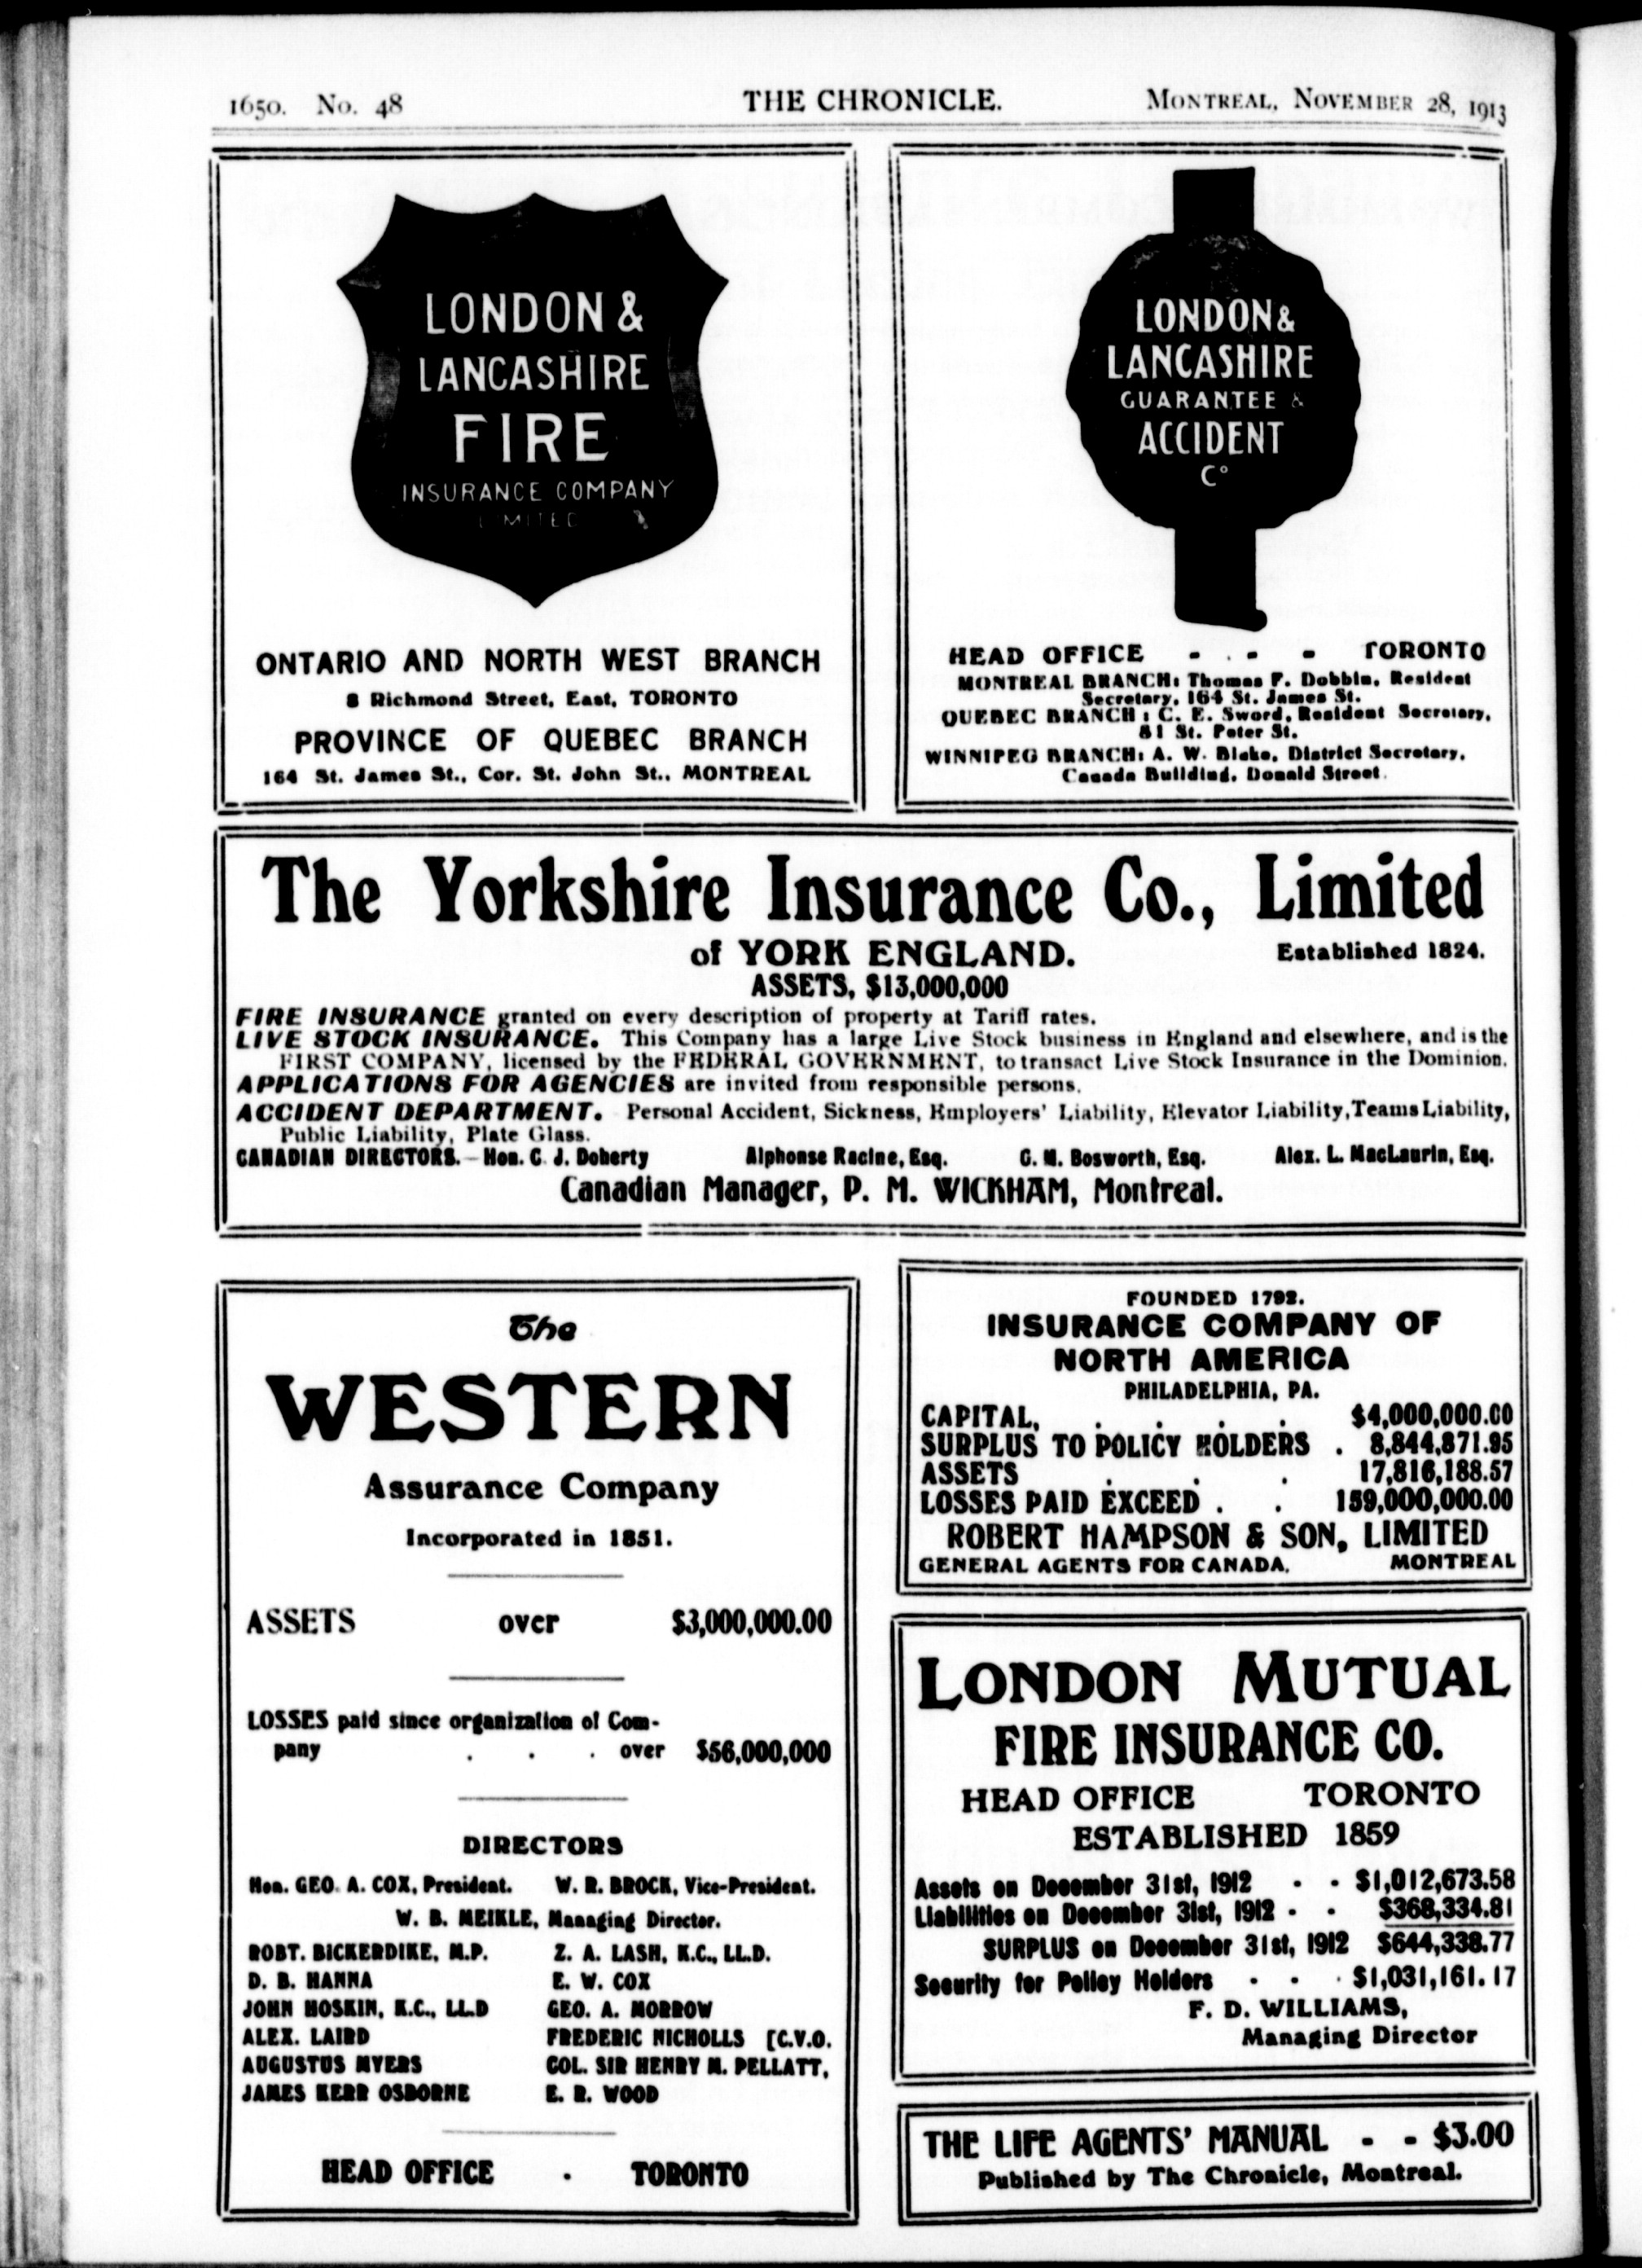 1650. No. 48 THE CHRONICLE. MONTREAL, NOVEMBER 28, 1913
LONDON &
LANCASHIRE
FIRE
INSURANCE COMPANY
LIMITED
ONTARIO AND NORTH WEST BRANCH
8 Richmond Street, East, TORONTO
PROVINCE OF QUEBEC BRANCH
164 St. James St., Cor. St. John St., MONTREAL
LONDON &
LANCASHIRE
GUARANTEE &
ACCIDENT
Co
HEAD OFFICE - - - TORONTO
MONTREAL BRANCH: Thomas F. Dobbin, Resident
Secretary, 164 St. James St.
QUEBEC BRANCH: C. E. Sword, Resident Secretary,
81 St. Peter St.
WINNIPEG BRANCH: A. W. Blake, District Secretary,
Canada Building, Donald Street.
The Yorkshire Insurance Co., Limited
of YORK ENGLAND. Established 1824.
ASSETS, $13,000,000
FIRE INSURANCE granted on every description of property at Tariff rates.
LIVE STOCK INSURANCE. This Company has a large Live Stock business in England and elsewhere, and is the
FIRST COMPANY, licensed by the FEDERAL GOVERNMENT, to transact Live Stock Insurance in the Dominion.
APPLICATIONS FOR AGENCIES are invited from responsible persons.
ACCIDENT DEPARTMENT. Personal Accident, Sickness, Employers' Liability, Elevator Liability, Teams Liability,
Public Liability, Plate Glass.
CANADIAN DIRECTORS.—Hon. C. J. Doherty Alphonse Racine, Esq. G. M. Bosworth, Esq. Alex. L. MacLaurin, Esq.
Canadian Manager, P. M. WICKHAM, Montreal.
The
WESTERN
Assurance Company
Incorporated in 1851.
ASSETS over $3,000,000.00
LOSSES paid since organization of Com-
pany . . . over $56,000,000
DIRECTORS
Hon. GEO. A. COX, President. W. R. BROCK, Vice-President.
W. B. MEIKLE, Managing Director.
ROBT. BICKERDIKE, M.P. Z. A. LASH, K.C., LL.D.
D. B. HANNA E. W. COX
JOHN HOSKIN, K.C., LL.D GEO. A. MORROW
ALEX. LAIRD FREDERIC NICHOLLS [C.V.O.
AUGUSTUS MYERS COL. SIR HENRY M. PELLATT,
JAMES KERR OSBORNE E. R. WOOD
HEAD OFFICE . TORONTO
FOUNDED 1792.
INSURANCE COMPANY OF
NORTH AMERICA
PHILADELPHIA, PA.
CAPITAL, . . . . $4,000,000.00
SURPLUS TO POLICY HOLDERS . 8,844,871.95
ASSETS . . . 17,816,188.57
LOSSES PAID EXCEED . . 159,000,000.00
ROBERT HAMPSON & SON, LIMITED
GENERAL AGENTS FOR CANADA. MONTREAL
LONDON MUTUAL
FIRE INSURANCE CO.
HEAD OFFICE TORONTO
ESTABLISHED 1859
Assets on December 31st, 1912 - - $1,012,673.58
Liabilities on December 31st, 1912 - - $368,334.81
SURPLUS on December 31st, 1912 $644,338.77
Security for Policy Holders - - - $1,031,161.17
F. D. WILLIAMS,
Managing Director
THE LIFE AGENTS' MANUAL - - $3.00
Published by The Chronicle, Montreal.